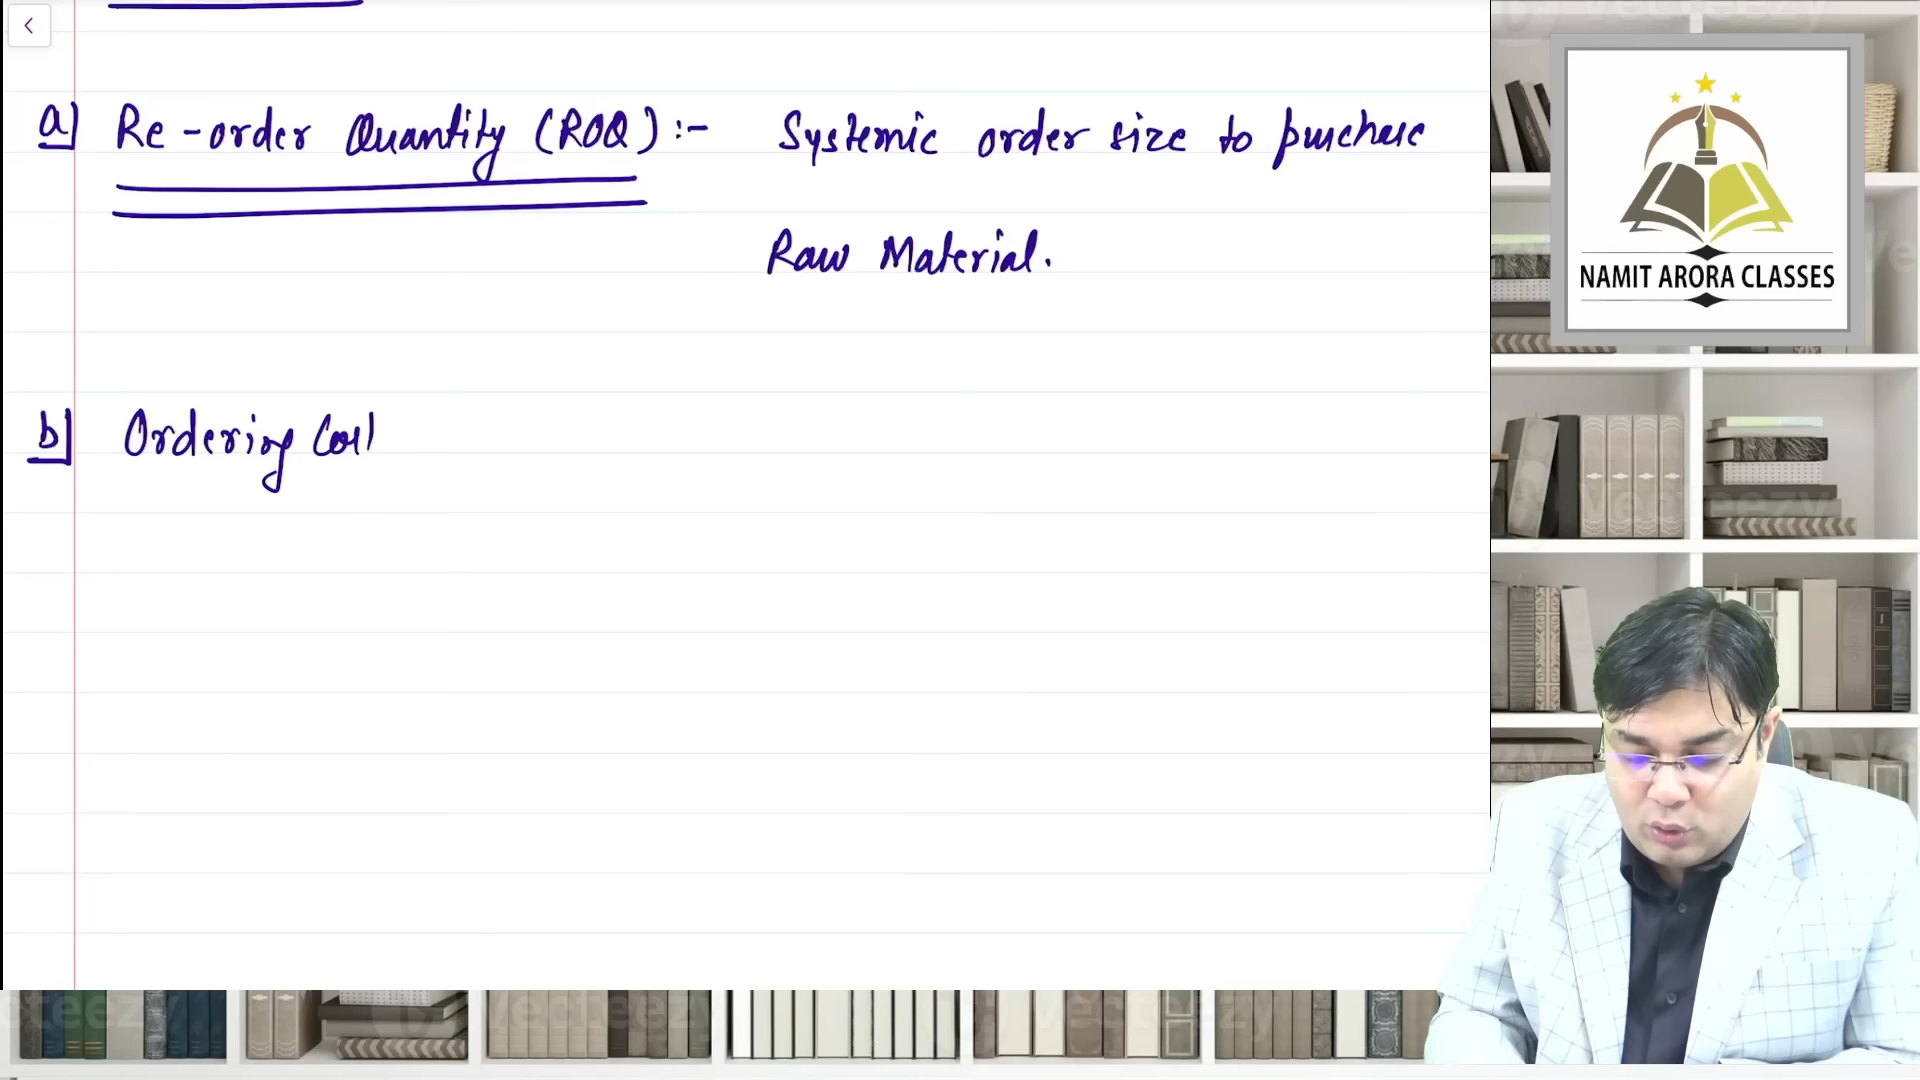 a] Re-order Quantity (ROQ) :- Systemic order size to purchase
Raw Material.
b] Ordering Cost
NAMIT ARORA CLASSES